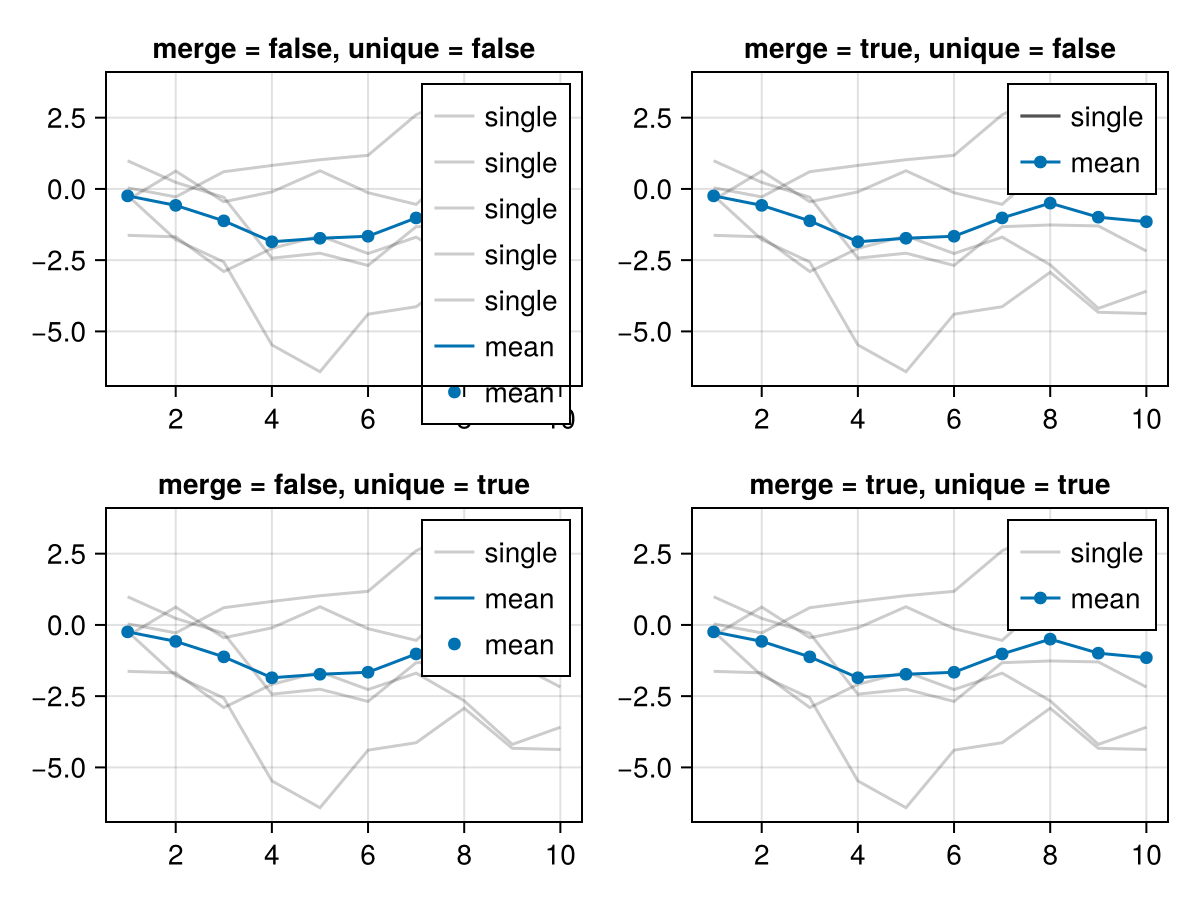 merge = false, unique = false
2.5
0.0
−2.5
−5.0
single
single
single
single
single
mean
mean
2 4 6 8 10
merge = true, unique = false
2.5
0.0
−2.5
−5.0
single
mean
2 4 6 8 10
merge = false, unique = true
2.5
0.0
−2.5
−5.0
single
mean
mean
2 4 6 8 10
merge = true, unique = true
2.5
0.0
−2.5
−5.0
single
mean
2 4 6 8 10